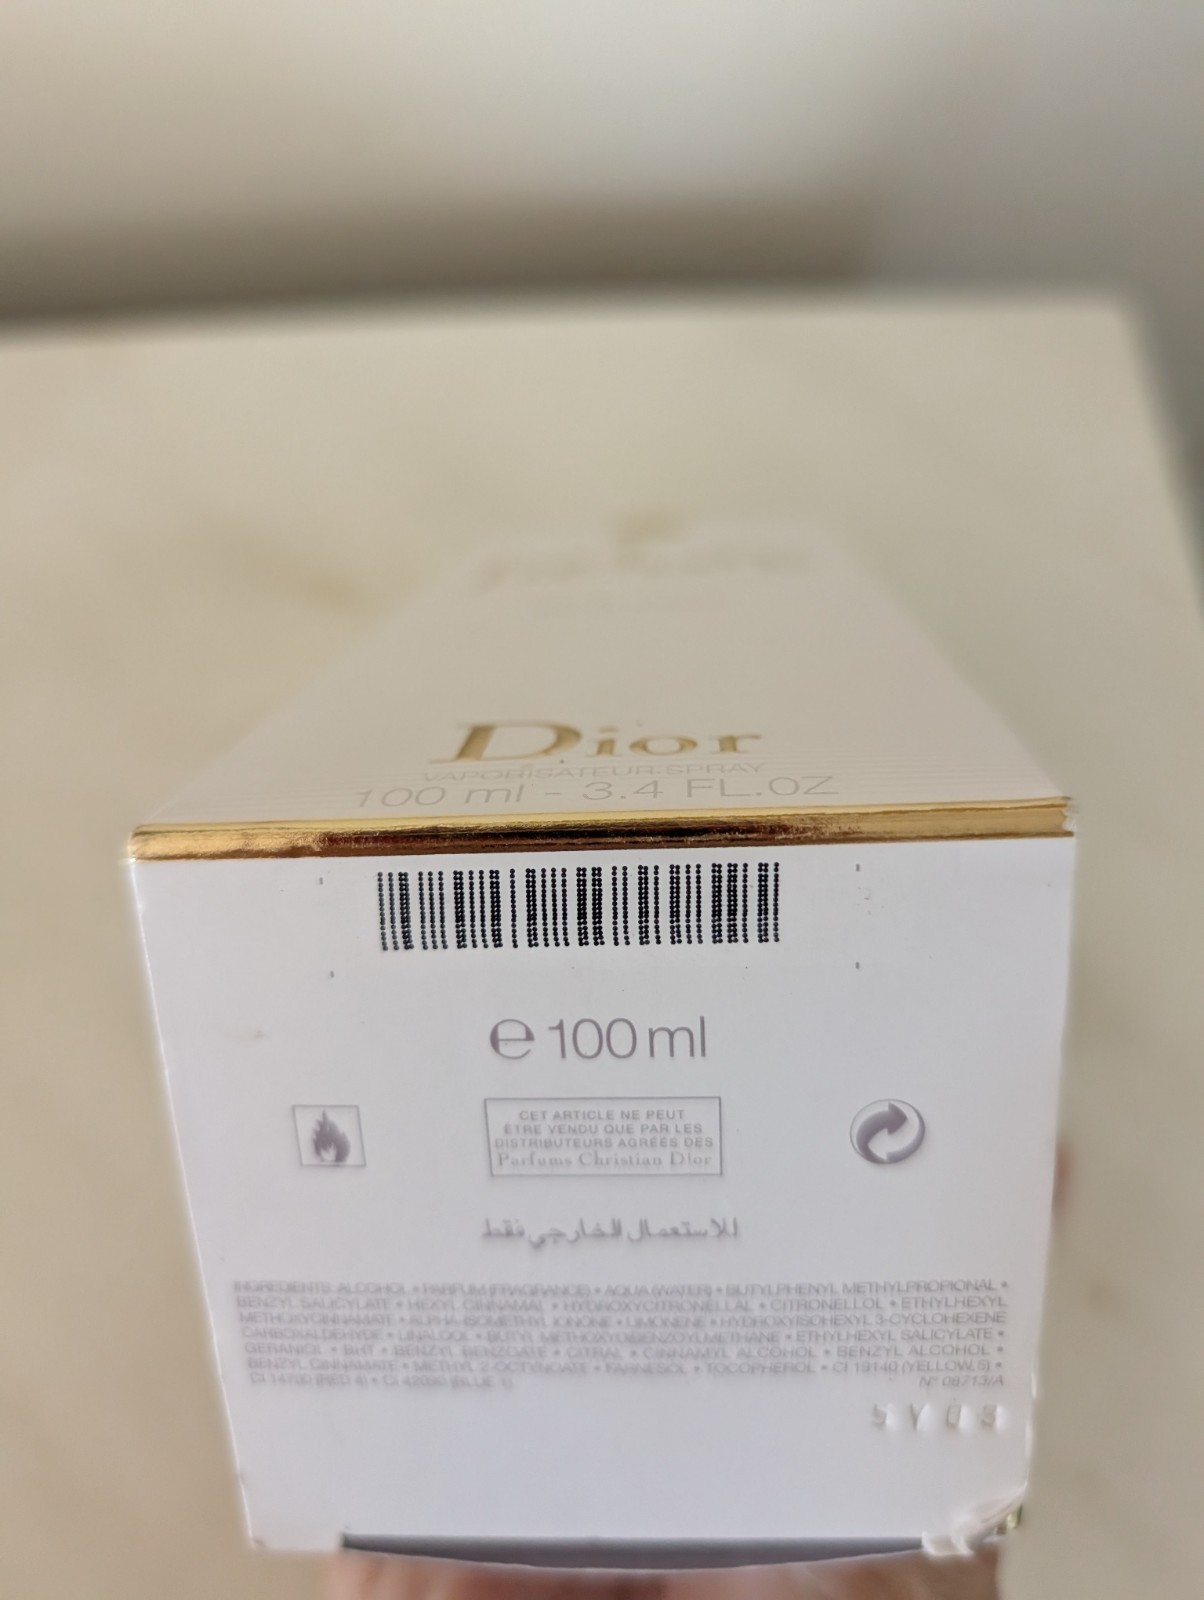 Dior
VAPORISATEUR-SPRAY
100 ml - 3.4 FL.OZ
e 100 ml
CET ARTICLE NE PEUT
ÊTRE VENDU QUE PAR LES
DISTRIBUTEURS AGRÉÉS DES
Parfums Christian Dior
للاستعمال الخارجي فقط
INGREDIENTS: ALCOHOL • PARFUM (FRAGRANCE) • AQUA (WATER) • BUTYLPHENYL METHYLPROPIONAL •
BENZYL SALICYLATE • HEXYL CINNAMAL • HYDROXYCITRONELLAL • CITRONELLOL • ETHYLHEXYL
METHOXYCINNAMATE • ALPHA-ISOMETHYL IONONE • LIMONENE • HYDROXYISOHEXYL 3-CYCLOHEXENE
CARBOXALDEHYDE • LINALOOL • BUTYL METHOXYDIBENZOYLMETHANE • ETHYLHEXYL SALICYLATE •
GERANIOL • BHT • BENZYL BENZOATE • CITRAL • CINNAMYL ALCOHOL • BENZYL ALCOHOL •
BENZYL CINNAMATE • METHYL 2-OCTYNOATE • FARNESOL • TOCOPHEROL • CI 19140 (YELLOW 5) •
CI 14700 (RED 4) • CI 42090 (BLUE 1) N° 08713/A